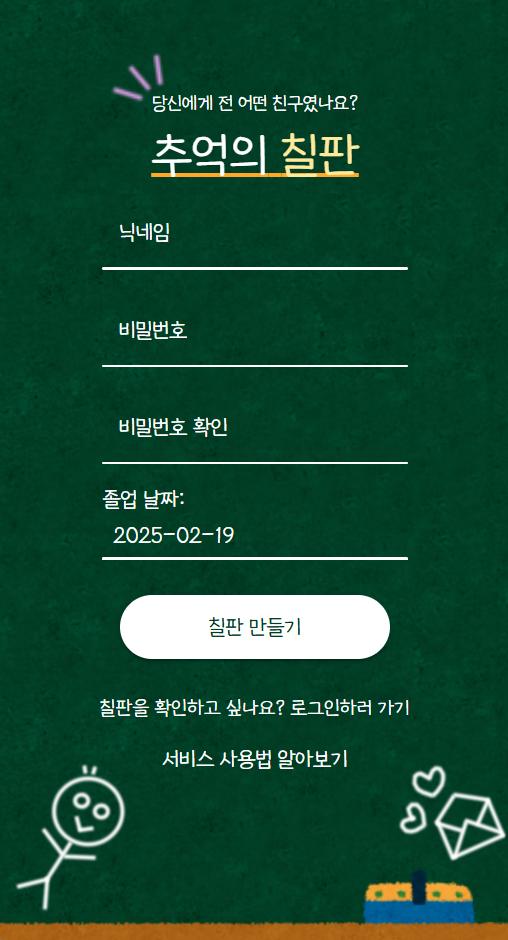 당신에게 전 어떤 친구였나요?
추억의 칠판
닉네임
비밀번호
비밀번호 확인
졸업 날짜:
2025-02-19
칠판 만들기
칠판을 확인하고 싶나요? 로그인하러 가기
서비스 사용법 알아보기